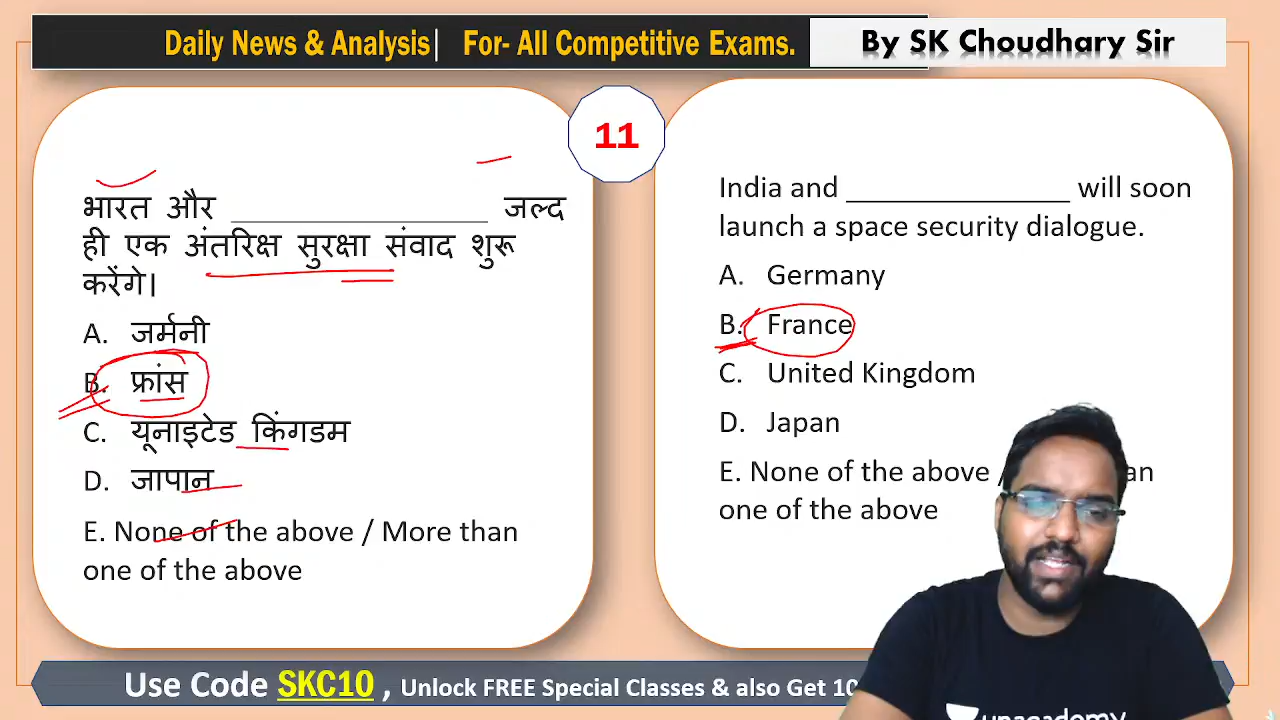 Daily News & Analysis| For- All Competitive Exams.
By SK Choudhary Sir
11
भारत और ________________ जल्द
ही एक अंतरिक्ष सुरक्षा संवाद शुरू
करेंगे।
A. जर्मनी
B. फ्रांस
C. यूनाइटेड किंगडम
D. जापान
E. None of the above / More than
one of the above
India and ________________ will soon
launch a space security dialogue.
A. Germany
B. France
C. United Kingdom
D. Japan
E. None of the above /
one of the above
Use Code SKC10 , Unlock FREE Special Classes & also Get 10
unacademy